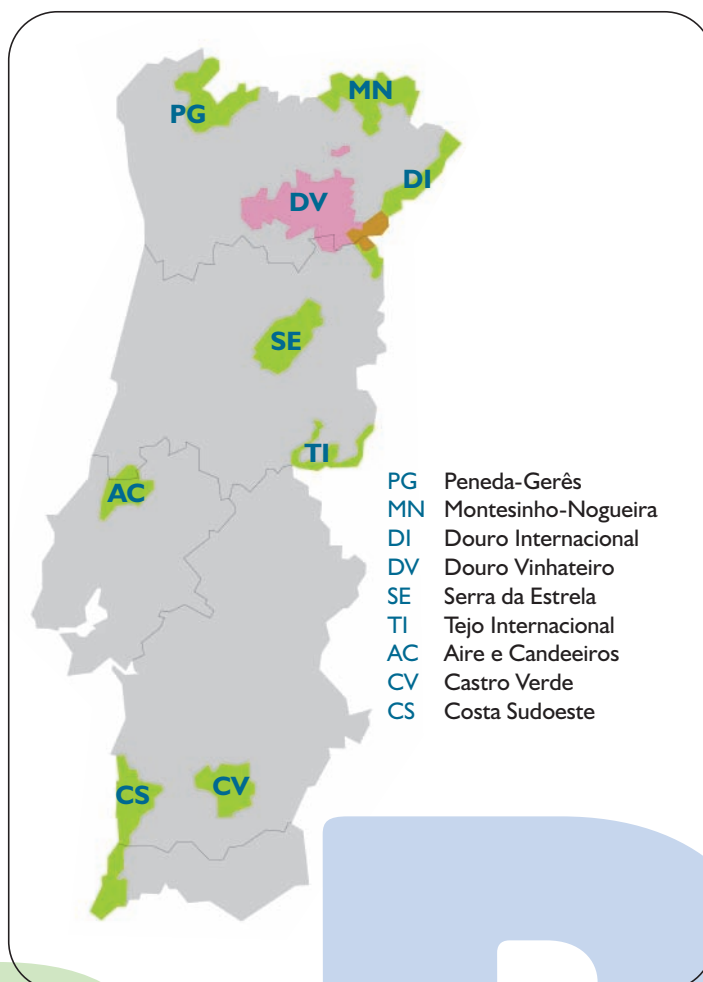 MN
PG
DI
DV
SE
TI
AC
PG Peneda-Gerês
MN Montesinho-Nogueira
DI Douro Internacional
DV Douro Vinhateiro
SE Serra da Estrela
TI Tejo Internacional
AC Aire e Candeeiros
CV Castro Verde
CS Costa Sudoeste
CS
CV